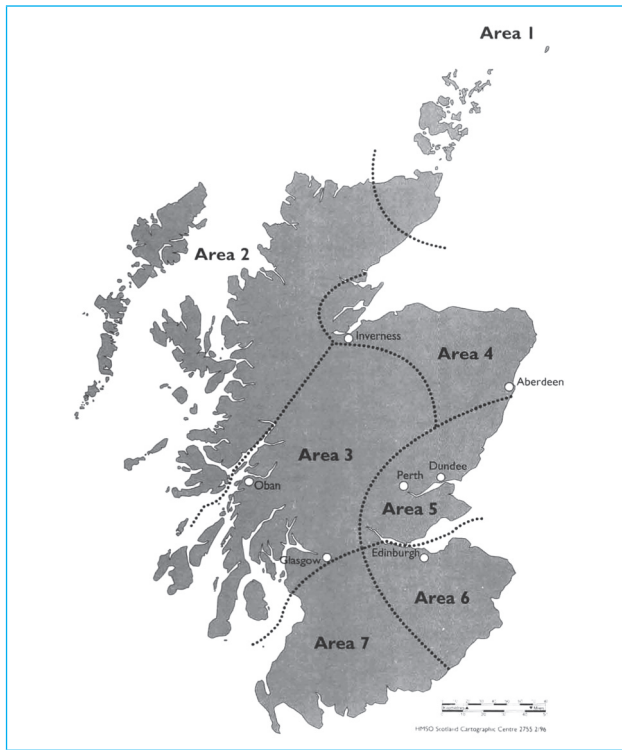 Area 1
Area 2
Inverness
Area 4
Aberdeen
Area 3
Dundee
Perth
Oban
Area 5
Edinburgh
Glasgow
Area 6
Area 7
HMSO Scotland Cartographic Centre 2755 2/96